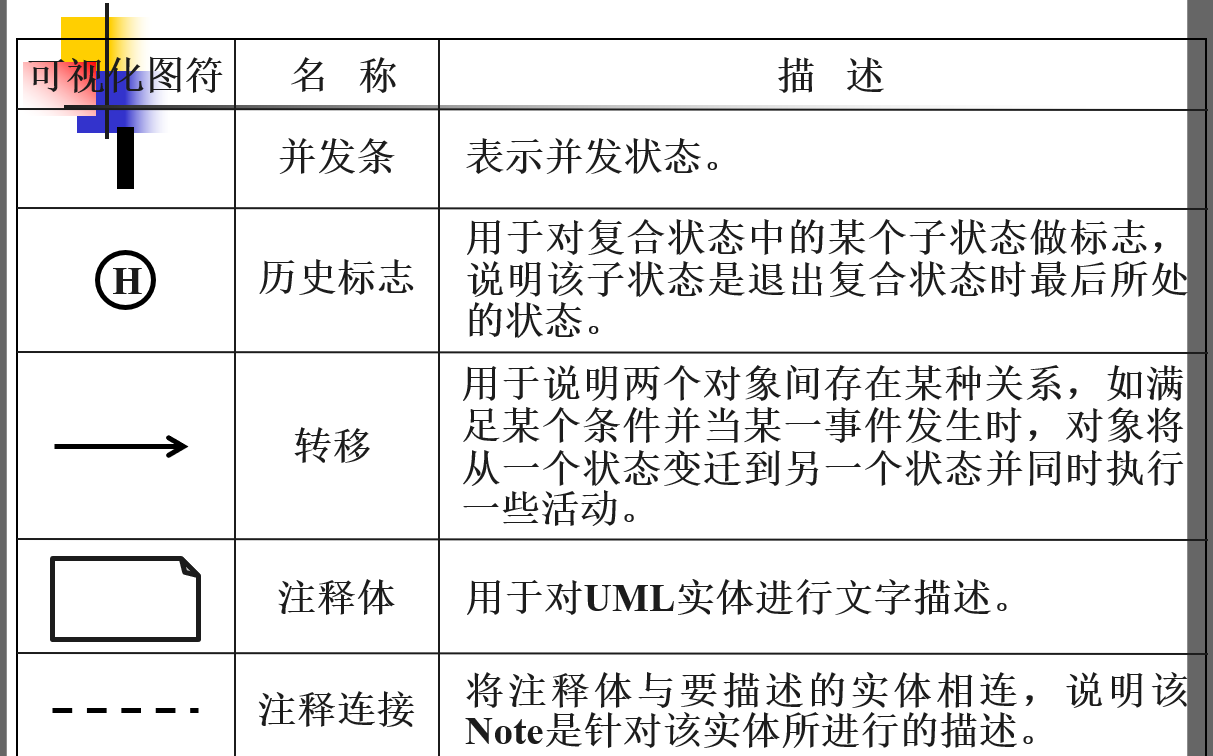 可视化图符 名 称 描 述
并发条 表示并发状态。
用于对复合状态中的某个子状态做标志，
H 历史标志 说明该子状态是退出复合状态时最后所处
的状态。
用于说明两个对象间存在某种关系，如满
足某个条件并当某一事件发生时，对象将
转移 从一个状态变迁到另一个状态并同时执行
一些活动。
注释体 用于对UML实体进行文字描述。
将注释体与要描述的实体相连，说明该
注释连接 Note是针对该实体所进行的描述。